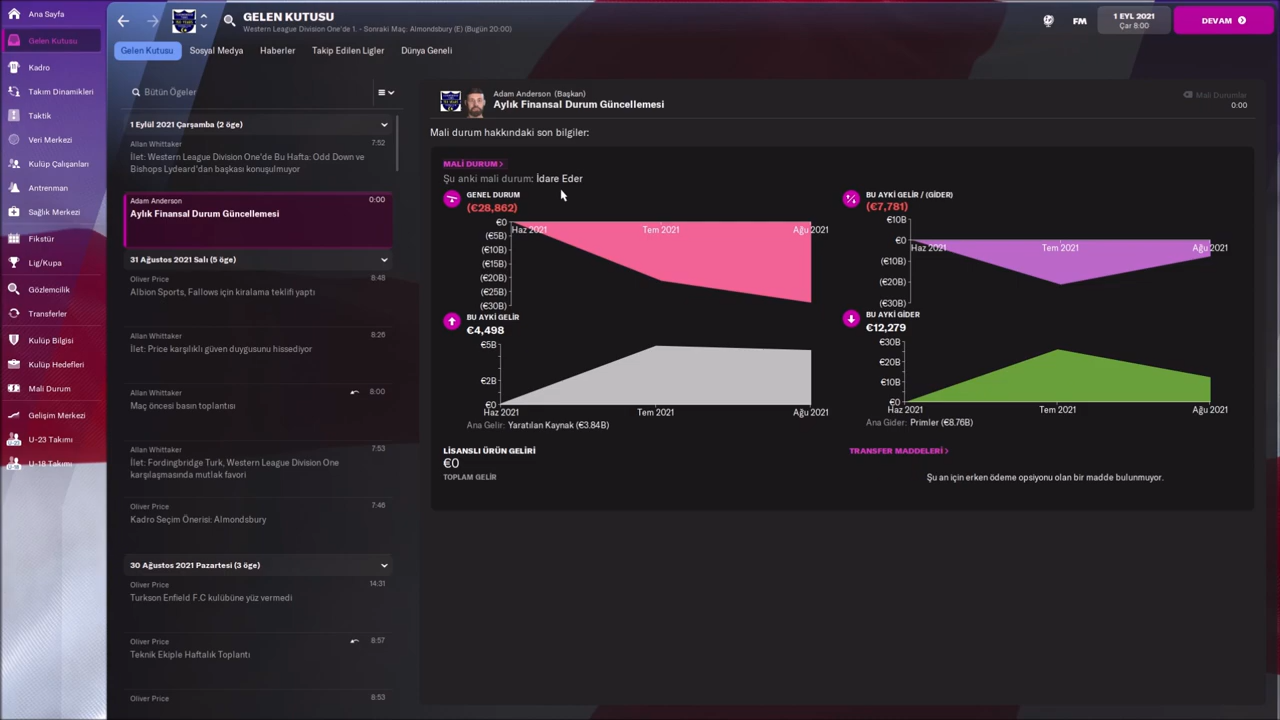 Ana Sayfa
Gelen Kutusu
Kadro
Takım Dinamikleri
Taktik
Veri Merkezi
Kulüp Çalışanları
Antrenman
Sağlık Merkezi
Fikstür
Lig/Kupa
Gözlemcilik
Transferler
Kulüp Bilgisi
Kulüp Hedefleri
Mali Durum
Gelişim Merkezi
U-23 Takımı
U-18 Takımı
GELEN KUTUSU
Western League Division One'de 1. - Sonraki Maç: Almondsbury (E) (Bugün 20:00)
FM
1 EYL 2021
Çar 8:00
DEVAM
Gelen Kutusu
Sosyal Medya
Haberler
Takip Edilen Ligler
Dünya Geneli
Bütün Ögeler
1 Eylül 2021 Çarşamba (2 öge)
Allan Whittaker
7:52
İlet: Western League Division One'de Bu Hafta: Odd Down ve
Bishops Lydeard'dan başkası konuşulmuyor
Adam Anderson
0:00
Aylık Finansal Durum Güncellemesi
31 Ağustos 2021 Salı (5 öge)
Oliver Price
8:48
Albion Sports, Fallows için kiralama teklifi yaptı
Allan Whittaker
8:26
İlet: Price karşılıklı güven duygusunu hissediyor
Allan Whittaker
8:00
Maç öncesi basın toplantısı
Allan Whittaker
7:53
İlet: Fordingbridge Turk, Western League Division One
karşılaşmasında mutlak favori
Oliver Price
7:46
Kadro Seçim Önerisi: Almondsbury
30 Ağustos 2021 Pazartesi (3 öge)
Oliver Price
14:31
Turkson Enfield F.C kulübüne yüz vermedi
Oliver Price
8:57
Teknik Ekiple Haftalık Toplantı
Oliver Price
8:53
Adam Anderson (Başkan)
Aylık Finansal Durum Güncellemesi
Mali Durumlar
0:00
Mali durum hakkındaki son bilgiler:
MALİ DURUM >
Şu anki mali durum: İdare Eder
GENEL DURUM
(€28,862)
€0
(€5B)
(€10B)
(€15B)
(€20B)
(€25B)
(€30B)
Haz 2021
Tem 2021
Ağu 2021
BU AYKİ GELİR / (GİDER)
(€7,781)
€10B
€0
(€10B)
(€20B)
(€30B)
Haz 2021
Tem 2021
Ağu 2021
BU AYKİ GELİR
€4,498
€5B
€2B
€0
Haz 2021
Tem 2021
Ağu 2021
Ana Gelir: Yaratılan Kaynak (€3.84B)
BU AYKİ GİDER
€12,279
€30B
€20B
€10B
€0
Haz 2021
Tem 2021
Ağu 2021
Ana Gider: Primler (€8.76B)
LİSANSLI ÜRÜN GELİRİ
€0
TOPLAM GELİR
TRANSFER MADDELERİ >
Şu an için erken ödeme opsiyonu olan bir madde bulunmuyor.